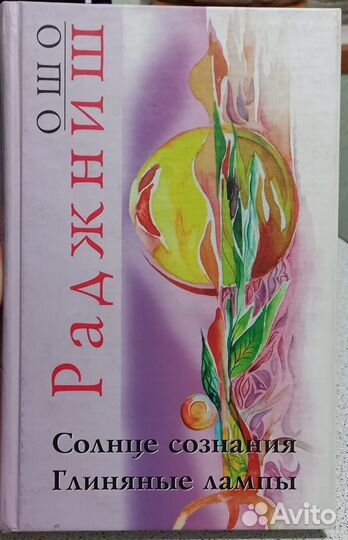 ОШО
РАДЖНИШ
Солнце сознания
Глиняные лампы
Avito